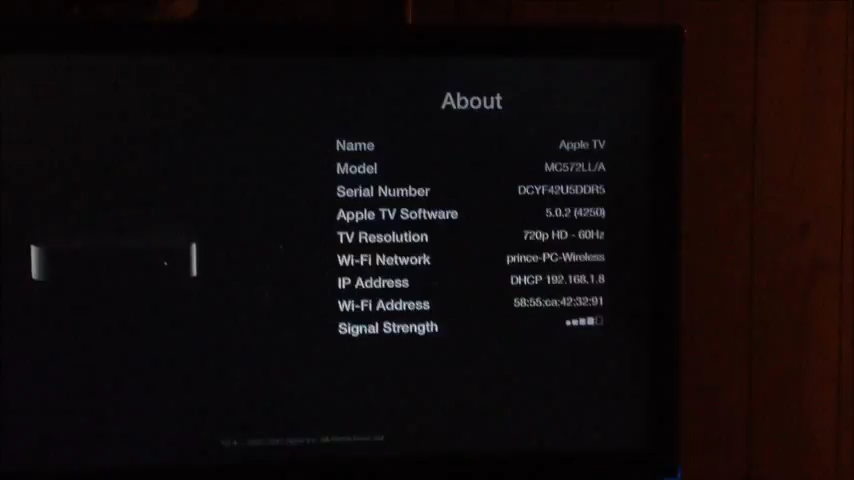 About
Name Apple TV
Model MC572LL/A
Serial Number DCYF42U5DDR5
Apple TV Software 5.0.2 (4250)
TV Resolution 720p HD - 60Hz
Wi-Fi Network prince-PC-Wireless
IP Address DHCP 192.168.1.8
Wi-Fi Address 58:55:ca:42:32:91
Signal Strength